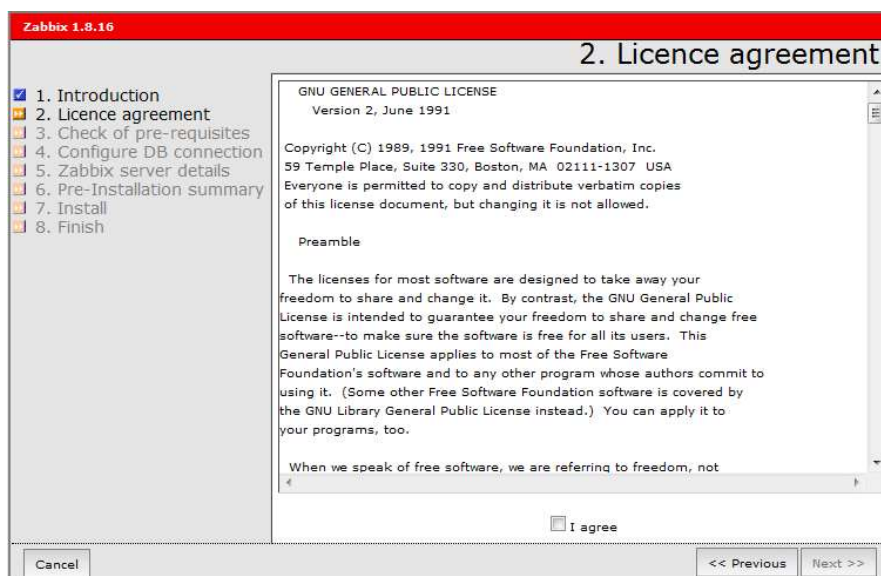 Zabbix 1.8.16
2. Licence agreement
1. Introduction
2. Licence agreement
3. Check of pre-requisites
4. Configure DB connection
5. Zabbix server details
6. Pre-Installation summary
7. Install
8. Finish
GNU GENERAL PUBLIC LICENSE
Version 2, June 1991
Copyright (C) 1989, 1991 Free Software Foundation, Inc.
59 Temple Place, Suite 330, Boston, MA  02111-1307  USA
Everyone is permitted to copy and distribute verbatim copies
of this license document, but changing it is not allowed.
Preamble
The licenses for most software are designed to take away your
freedom to share and change it.  By contrast, the GNU General Public
License is intended to guarantee your freedom to share and change free
software--to make sure the software is free for all its users.  This
General Public License applies to most of the Free Software
Foundation's software and to any other program whose authors commit to
using it.  (Some other Free Software Foundation software is covered by
the GNU Library General Public License instead.)  You can apply it to
your programs, too.
When we speak of free software, we are referring to freedom, not
I agree
Cancel
<< Previous
Next >>